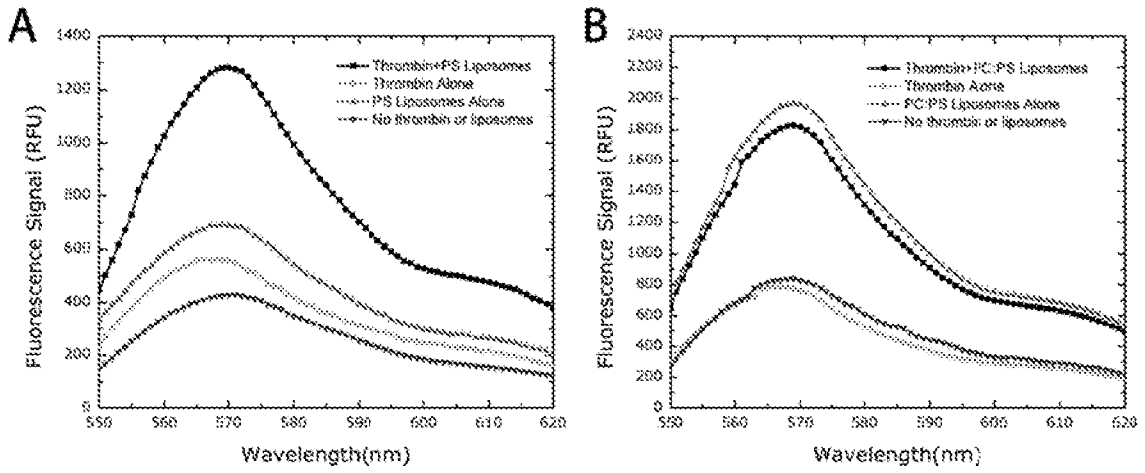 A
Fluorescence Signal (RFU)
1400
1200
1000
800
600
400
200
0
Thrombin+PS Liposomes
Thrombin Alone
PS Liposomes Alone
No thrombin or liposomes
550 560 570 580 590 600 610 620
Wavelength(nm)
B
Fluorescence Signal (RFU)
2400
2200
2000
1800
1600
1400
1200
1000
800
600
400
200
0
Thrombin+PC:PS Liposomes
Thrombin Alone
PC:PS Liposomes Alone
No thrombin or liposomes
550 560 570 580 590 600 610 620
Wavelength(nm)